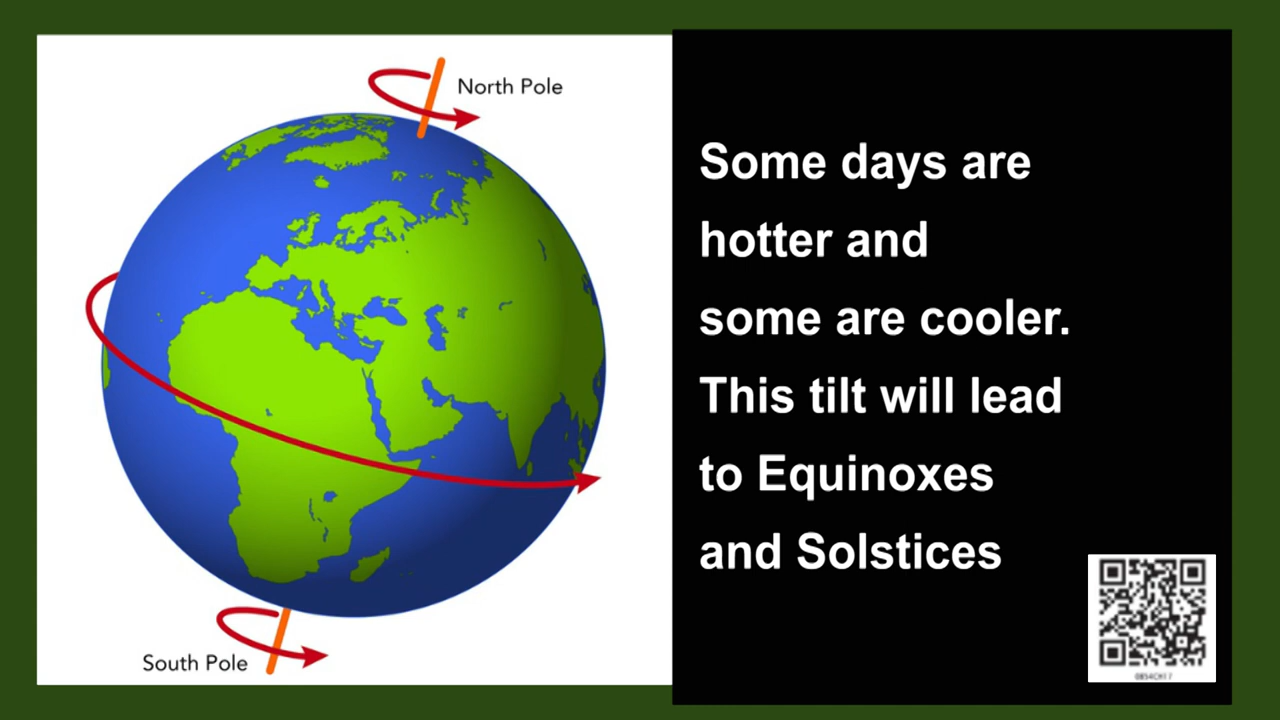 North Pole
Some days are
hotter and
some are cooler.
This tilt will lead
to Equinoxes
and Solstices
South Pole